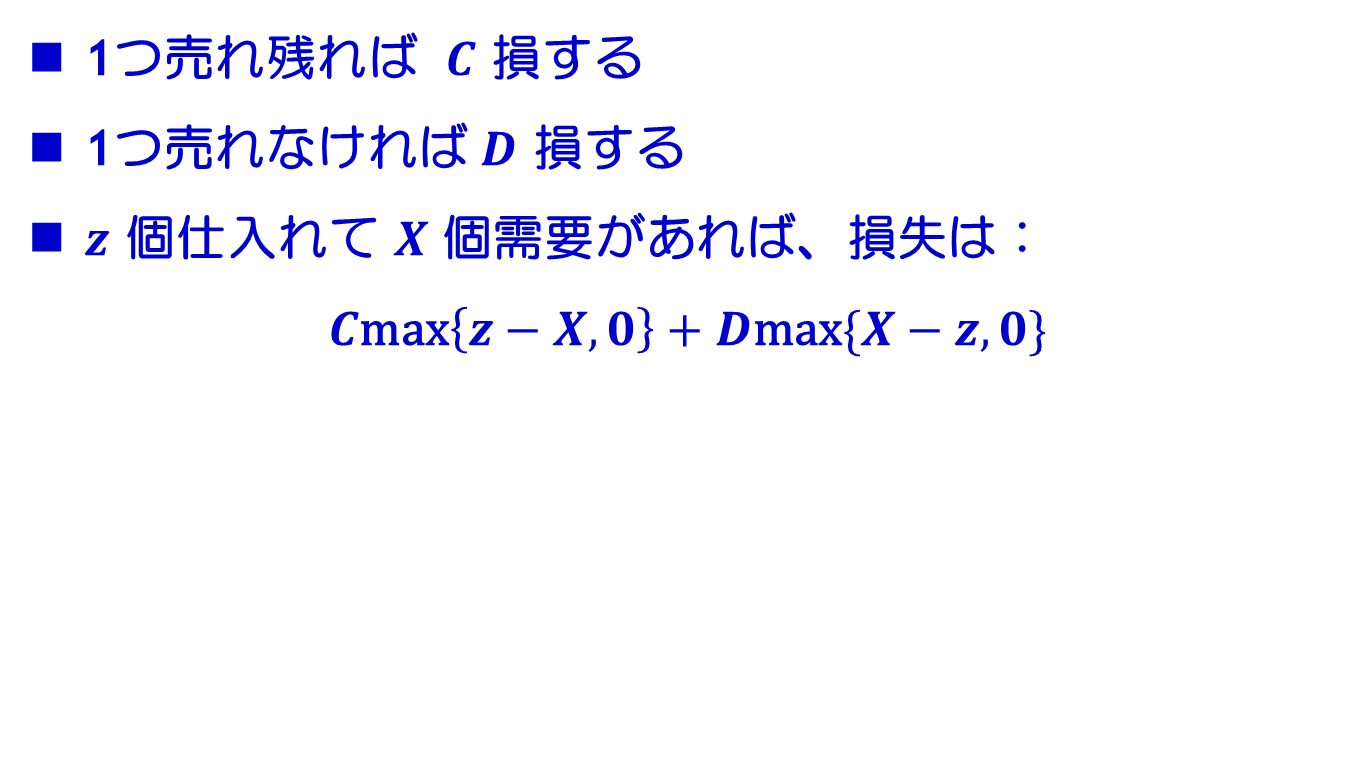 ■ 1つ売れ残れば C 損する
■ 1つ売れなければ D 損する
■ z 個仕入れて X 個需要があれば、損失は：
Cmax{z − X, 0} + Dmax{X − z, 0}